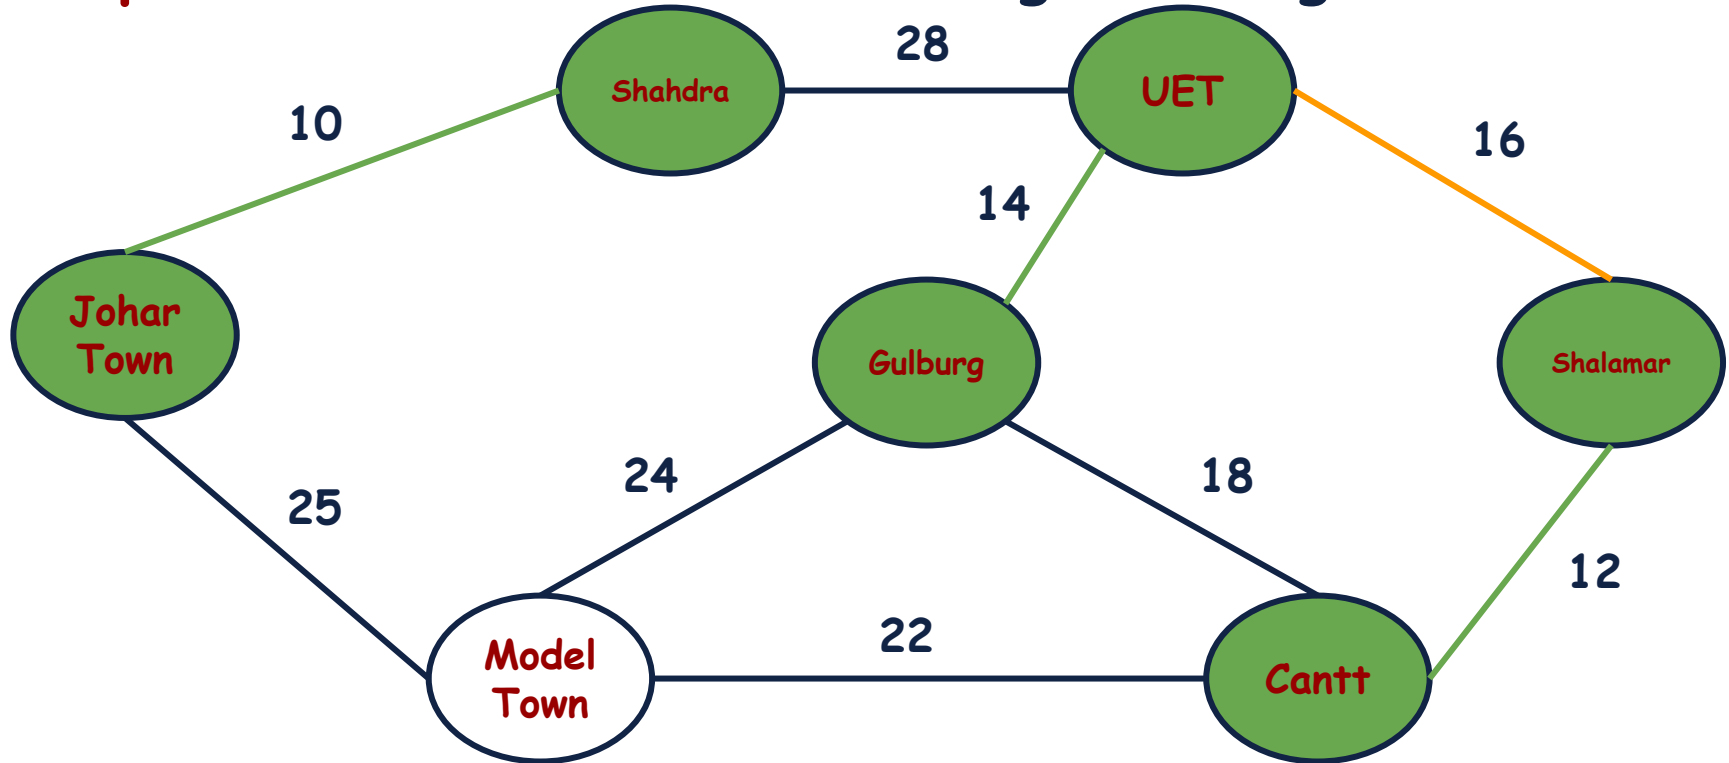 28
Shahdra
UET
10
16
14
Johar
Town
Gulburg
Shalamar
24
18
25
12
22
Model
Town
Cantt